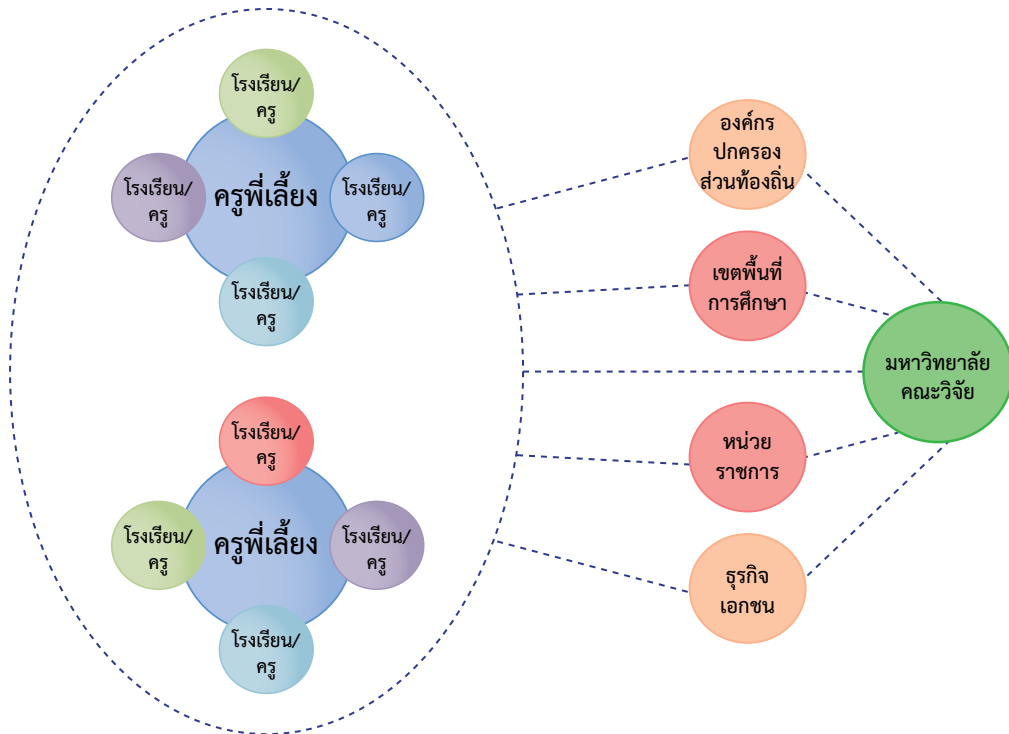 โรงเรียน/
ครู
โรงเรียน/
ครู
ครูพี่เลี้ยง
โรงเรียน/
ครู
โรงเรียน/
ครู
โรงเรียน/
ครู
โรงเรียน/
ครู
ครูพี่เลี้ยง
โรงเรียน/
ครู
โรงเรียน/
ครู
องค์กร
ปกครอง
ส่วนท้องถิ่น
เขตพื้นที่
การศึกษา
หน่วย
ราชการ
ธุรกิจ
เอกชน
มหาวิทยาลัย
คณะวิจัย